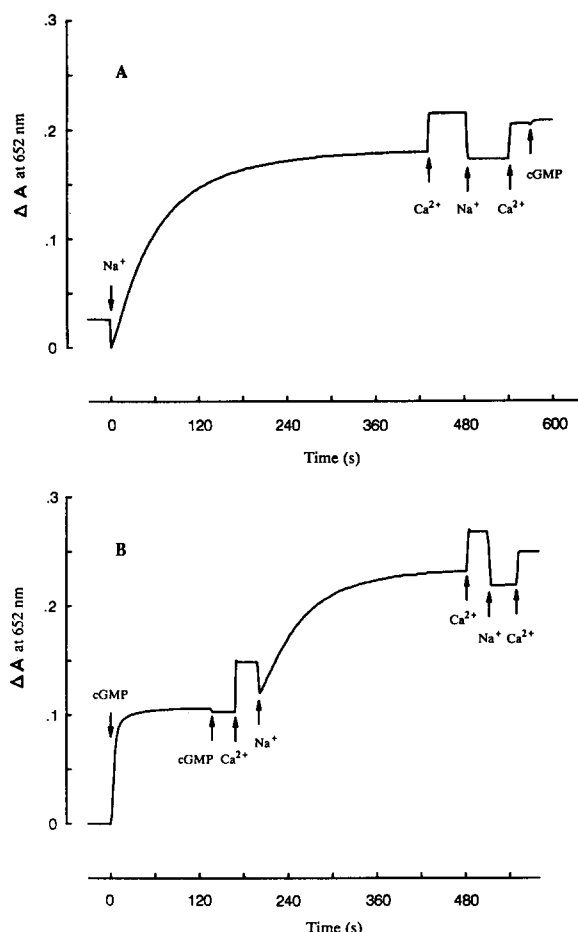 .3
A
.2
.1
0
Δ A at 652 nm
Na+
Ca2+
Na+
Ca2+
cGMP
0
120
240
360
480
600
Time (s)
.3
B
.2
.1
0
Δ A at 652 nm
cGMP
cGMP
Ca2+
Na+
Ca2+
Na+
Ca2+
0
120
240
360
480
Time (s)